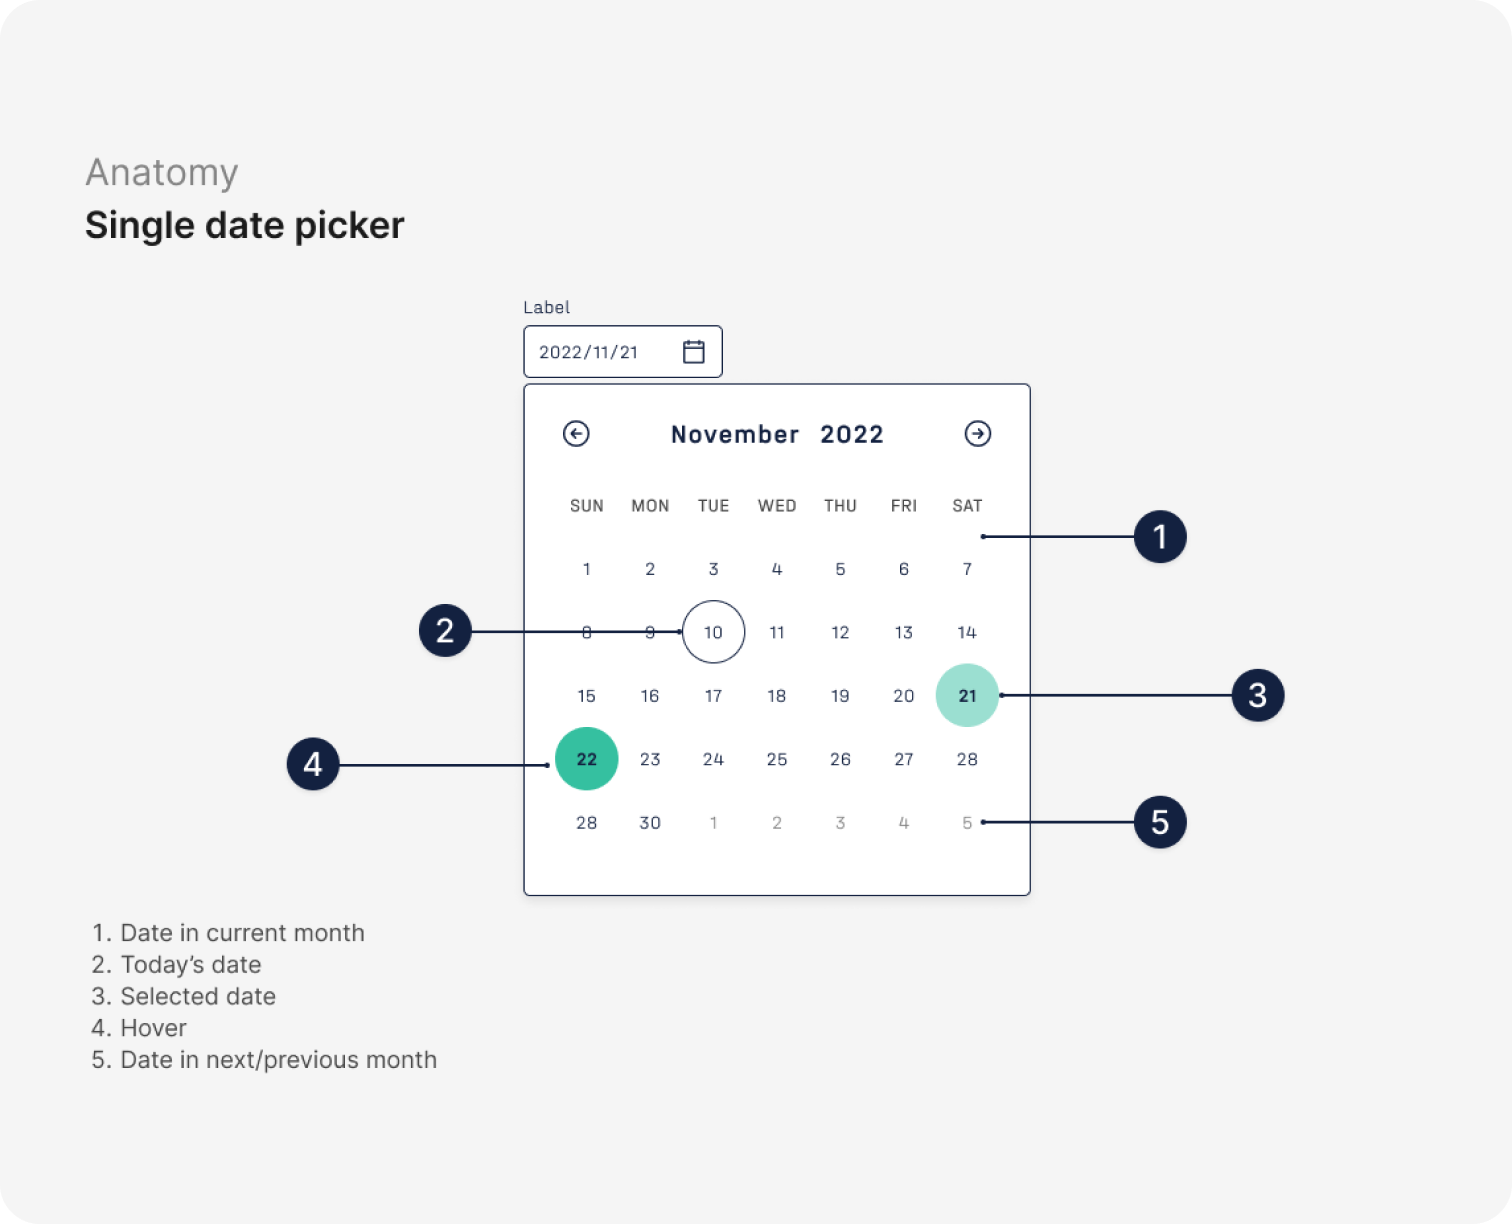 Anatomy
Single date picker
Label
2022/11/21
November 2022
SUN MON TUE WED THU FRI SAT
1
1 2 3 4 5 6 7
2
8 9 10 11 12 13 14
15 16 17 18 19 20 21
3
22 23 24 25 26 27 28
4
28 30 1 2 3 4 5
5
1. Date in current month
2. Today's date
3. Selected date
4. Hover
5. Date in next/previous month